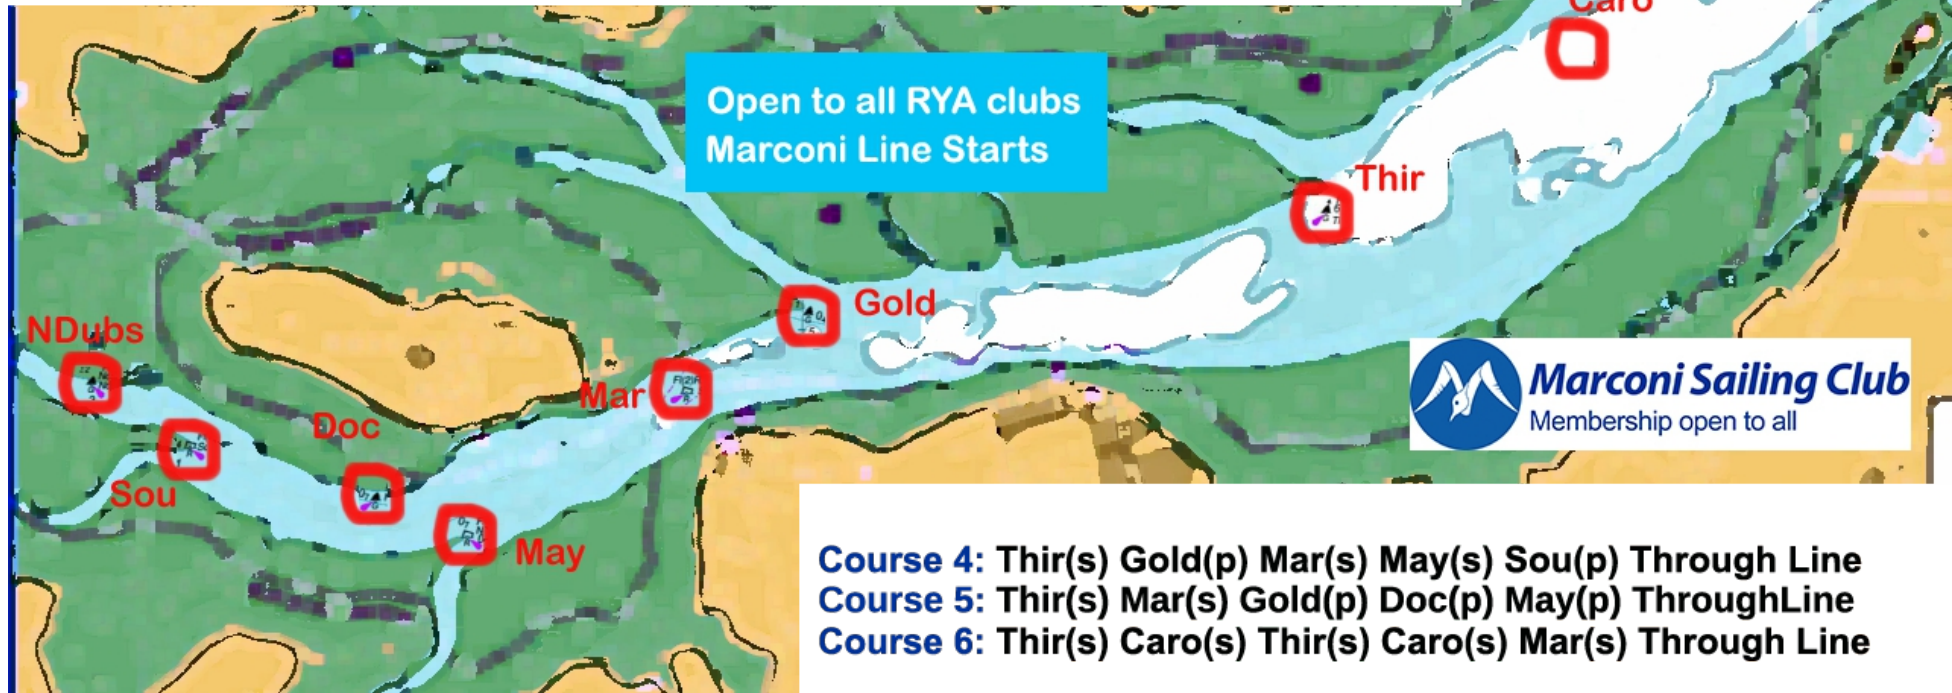 Caro
Open to all RYA clubs
Marconi Line Starts
Thir
Gold
NDubs
Mar
Doc
Sou
May
Marconi Sailing Club
Membership open to all
Course 4: Thir(s) Gold(p) Mar(s) May(s) Sou(p) Through Line
Course 5: Thir(s) Mar(s) Gold(p) Doc(p) May(p) ThroughLine
Course 6: Thir(s) Caro(s) Thir(s) Caro(s) Mar(s) Through Line